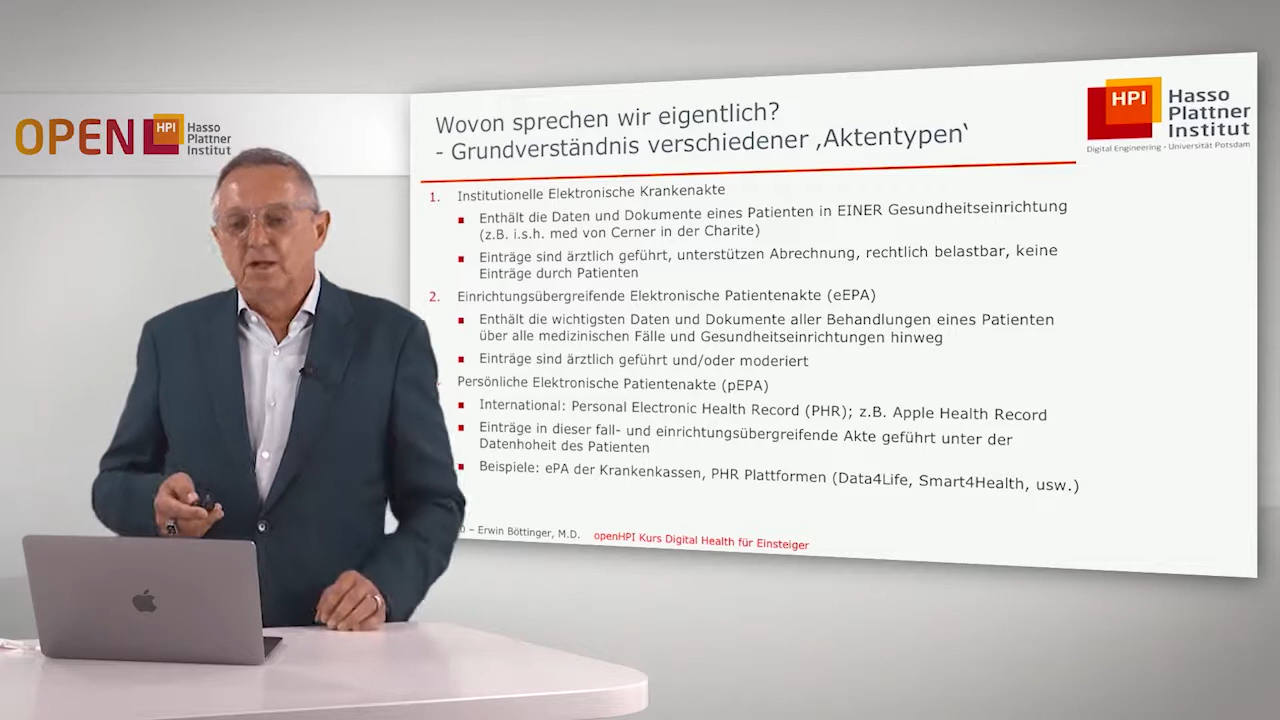 OPEN HPI Hasso
Plattner
Institut
Wovon sprechen wir eigentlich?
- Grundverständnis verschiedener ‚Aktentypen‘
HPI Hasso
Plattner
Institut
Digital Engineering • Universität Potsdam
1. Institutionelle Elektronische Krankenakte
▪ Enthält die Daten und Dokumente eines Patienten in EINER Gesundheitseinrichtung
(z.B. i.s.h. med von Cerner in der Charite)
▪ Einträge sind ärztlich geführt, unterstützen Abrechnung, rechtlich belastbar, keine
Einträge durch Patienten
2. Einrichtungsübergreifende Elektronische Patientenakte (eEPA)
▪ Enthält die wichtigsten Daten und Dokumente aller Behandlungen eines Patienten
über alle medizinischen Fälle und Gesundheitseinrichtungen hinweg
▪ Einträge sind ärztlich geführt und/oder moderiert
Persönliche Elektronische Patientenakte (pEPA)
▪ International: Personal Electronic Health Record (PHR); z.B. Apple Health Record
▪ Einträge in dieser fall- und einrichtungsübergreifende Akte geführt unter der
Datenhoheit des Patienten
▪ Beispiele: ePA der Krankenkassen, PHR Plattformen (Data4Life, Smart4Health, usw.)
– Erwin Böttinger, M.D. openHPI Kurs Digital Health für Einsteiger